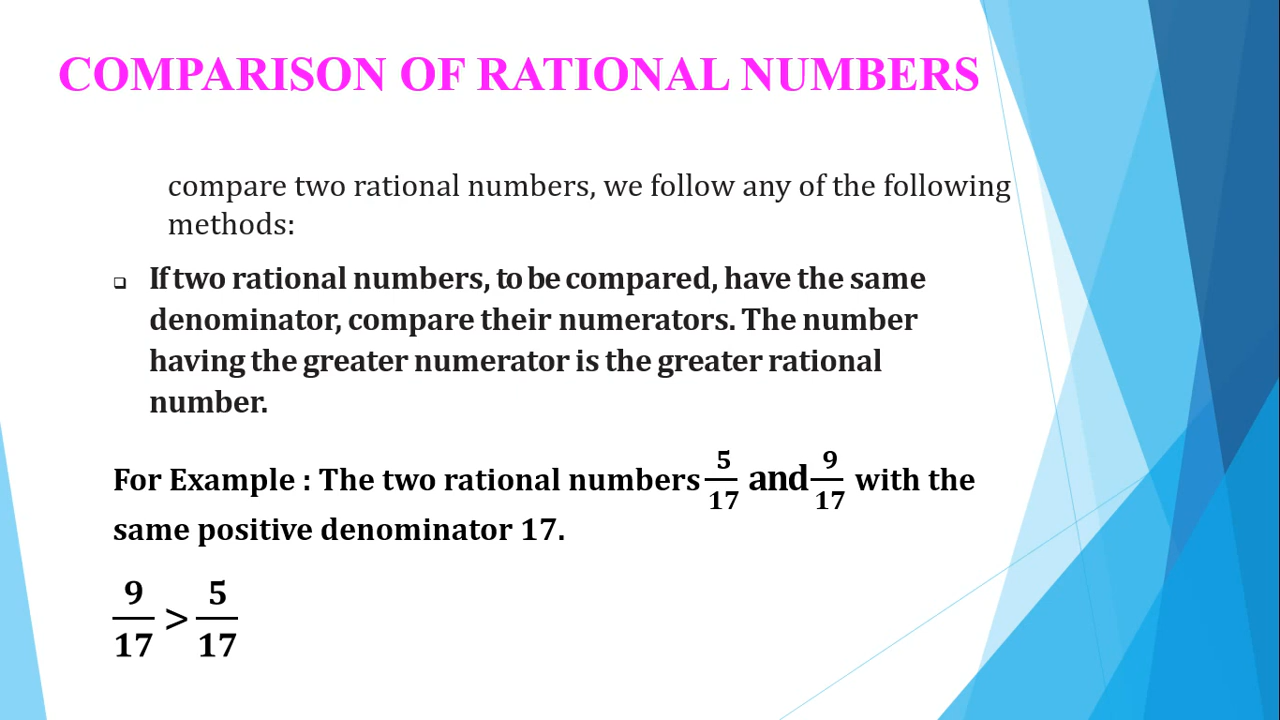 COMPARISON OF RATIONAL NUMBERS
compare two rational numbers, we follow any of the following
methods:
❑ If two rational numbers, to be compared, have the same
denominator, compare their numerators. The number
having the greater numerator is the greater rational
number.
For Example : The two rational numbers 5/17 and 9/17 with the
same positive denominator 17.
9/17 > 5/17